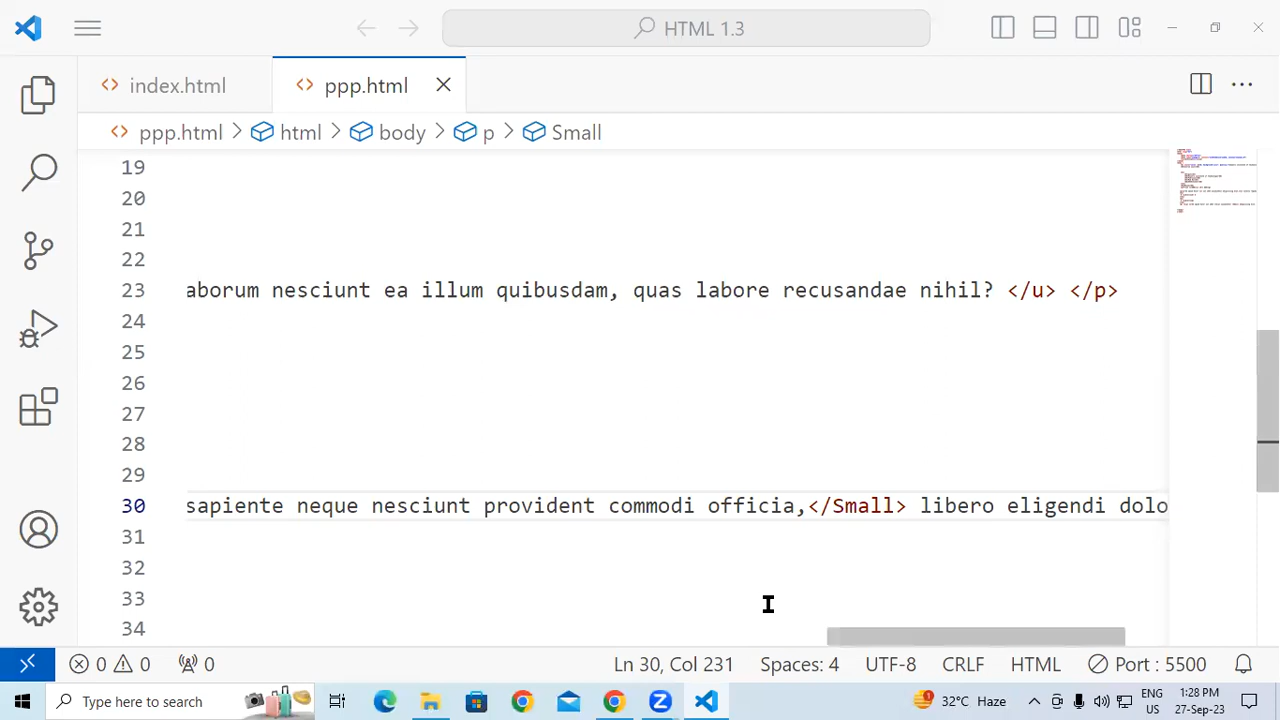 HTML 1.3
index.html
ppp.html
ppp.html > html > body > p > Small
19
20
21
22
23 aborum nesciunt ea illum quibusdam, quas labore recusandae nihil? </u> </p>
24
25
26
27
28
29
30 sapiente neque nesciunt provident commodi officia,</Small> libero eligendi dolo
31
32
33
34
0 0 0 Ln 30, Col 231 Spaces: 4 UTF-8 CRLF HTML Port : 5500
Type here to search 32°C Haze ENG 1:28 PM
US 27-Sep-23